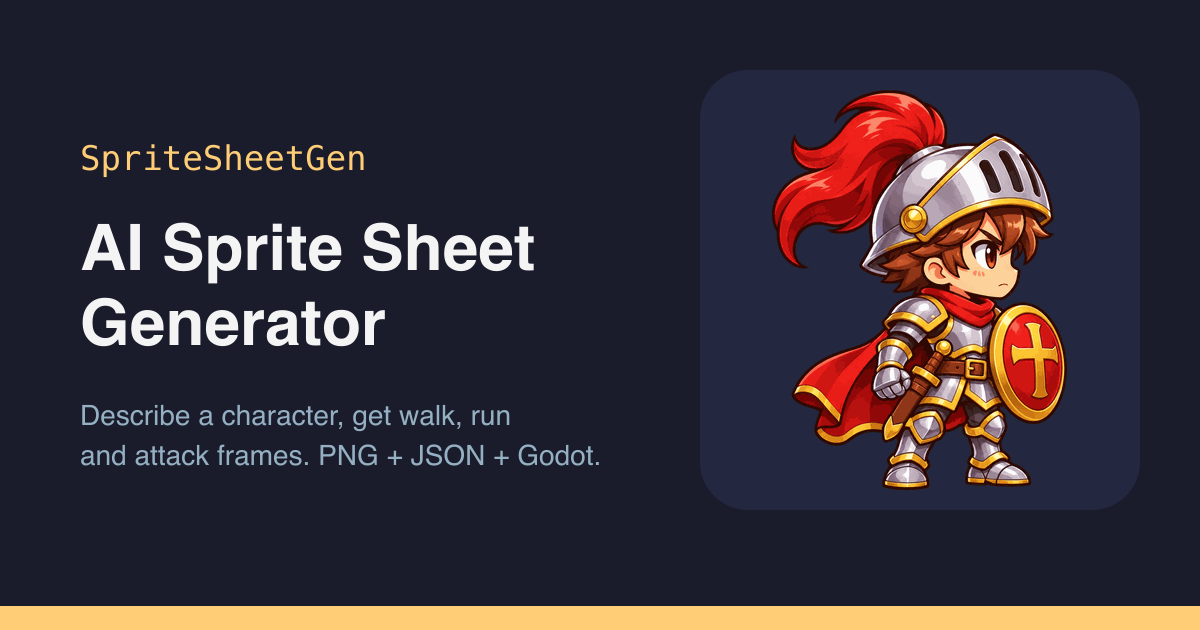 SpriteSheetGen
AI Sprite Sheet
Generator
Describe a character, get walk, run
and attack frames. PNG + JSON + Godot.